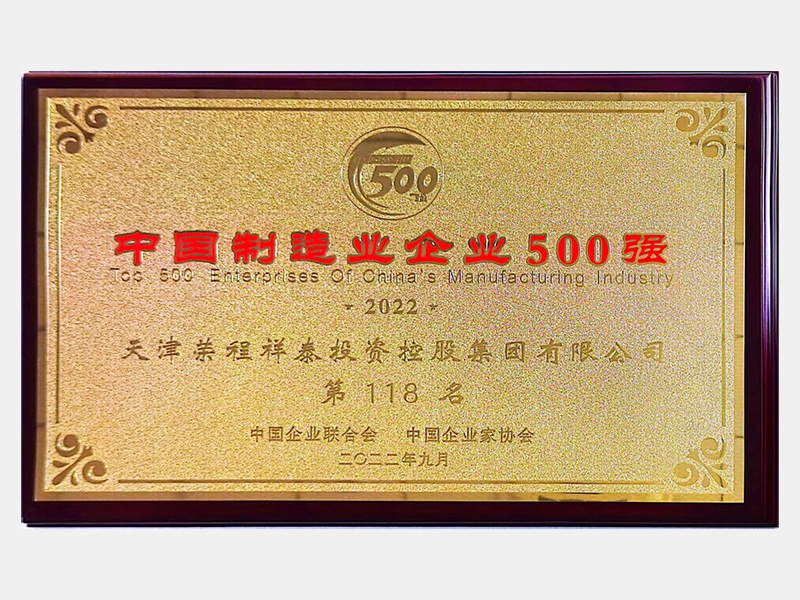 500
中国制造业企业500强
Top 500 Enterprises Of China's Manufacturing Industry
2022
天津荣程祥泰投资控股集团有限公司
第 118 名
中国企业联合会 中国企业家协会
二〇二二年九月